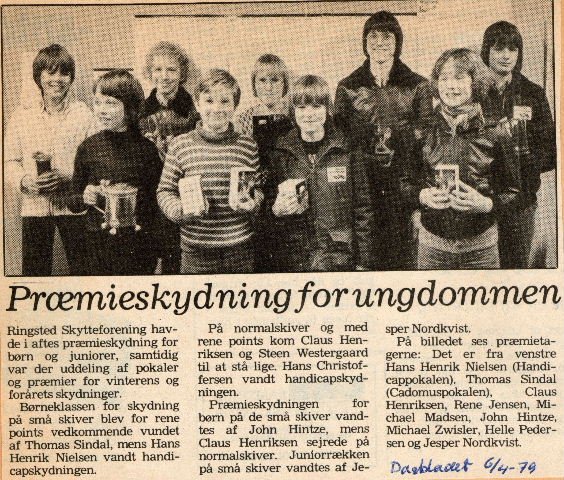 Præmieskydning for ungdommen
Ringsted Skytteforening hav-
de i aftes præmieskydning for
børn og juniorer, samtidig
var der uddeling af pokaler
og præmier for vinterens og
forårets skydninger.
Børneklassen for skydning
på små skiver blev for rene
points vedkommende vundet
af Thomas Sindal, mens Hans
Henrik Nielsen vandt handi-
capskydningen.
På normalskiver og med
rene points kom Claus Hen-
riksen og Steen Westergaard
til at stå lige. Hans Christof-
fersen vandt handicapskydnin-
gen.
Præmieskydningen for
børn på de små skiver vand-
tes af John Hintze, mens
Claus Henriksen sejrede på
normalskiver. Juniorrækken
på små skiver vandtes af Je-
sper Nordkvist.
På billedet ses præmieta-
gerne: Det er fra venstre
Hans Henrik Nielsen (Handi-
cappokalen). Thomas Sindal
(Cadomuspokalen), Claus
Henriksen, Rene Jensen, Mic-
hael Madsen, John Hintze,
Michael Zwisler, Helle Peder-
sen og Jesper Nordkvist.
Dagbladet 6/4-79